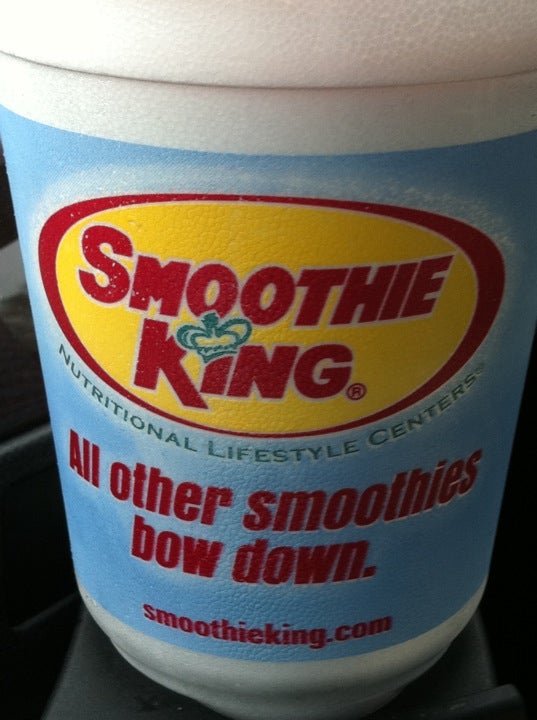 SMOOTHIE
KING®
NUTRITIONAL LIFESTYLE CENTERS®
All other smoothies
bow down.
smoothieking.com